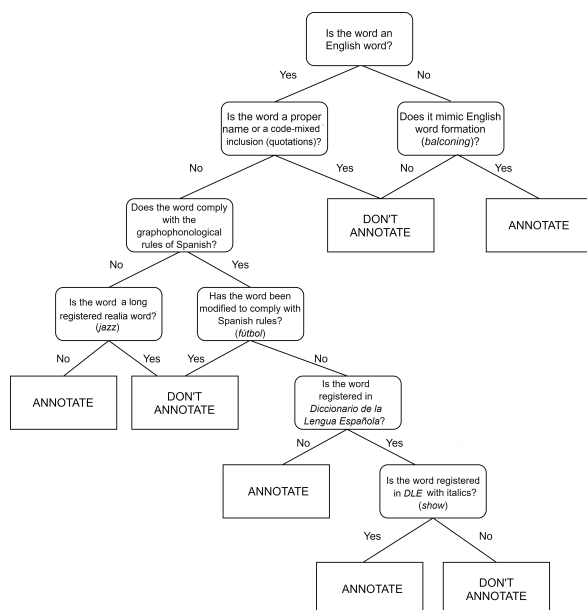 Is the word an
English word?
Yes
No
Is the word a proper
name or a code-mixed
inclusion (quotations)?
Does it mimic English
word formation
(balconing)?
No
Yes
No
Yes
Does the word comply
with the
graphophonological
rules of Spanish?
DON'T
ANNOTATE
ANNOTATE
No
Yes
Is the word a long
registered realia word?
(jazz)
Has the word been
modified to comply with
Spanish rules?
(fútbol)
No
Yes
Yes
No
ANNOTATE
DON'T
ANNOTATE
Is the word
registered in
Diccionario de la
Lengua Española?
No
Yes
ANNOTATE
Is the word registered
in DLE with italics?
(show)
Yes
No
ANNOTATE
DON'T
ANNOTATE